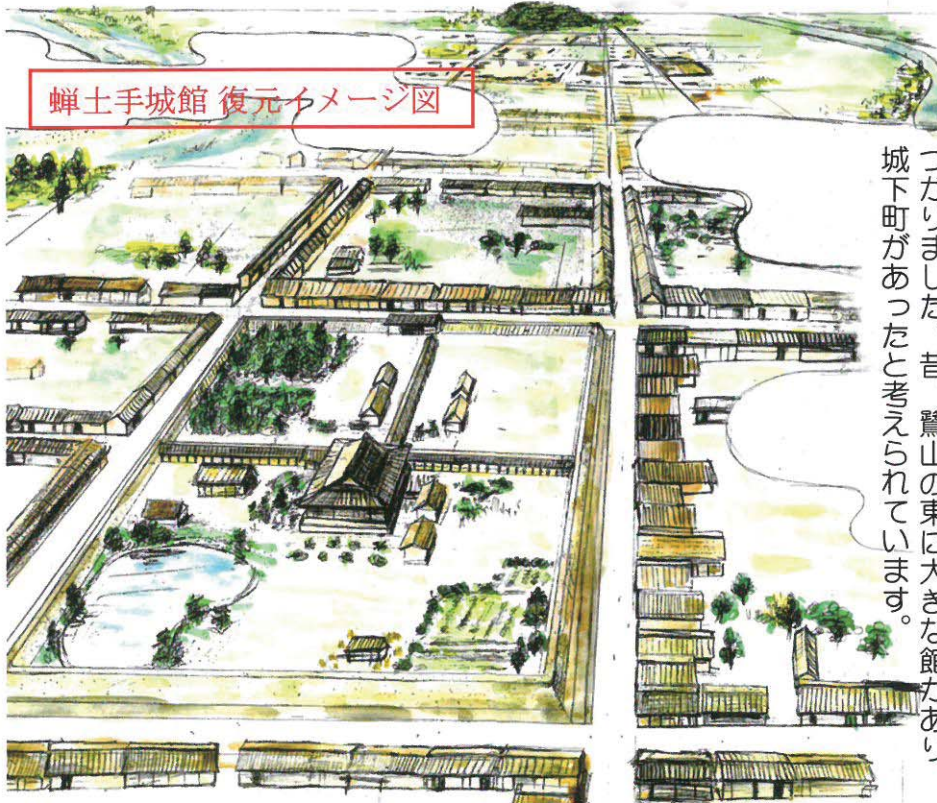 蝉土手城館 復元イメージ図
つかりました。昔、鷺山の東に大きな館があり
城下町があったと考えられています。